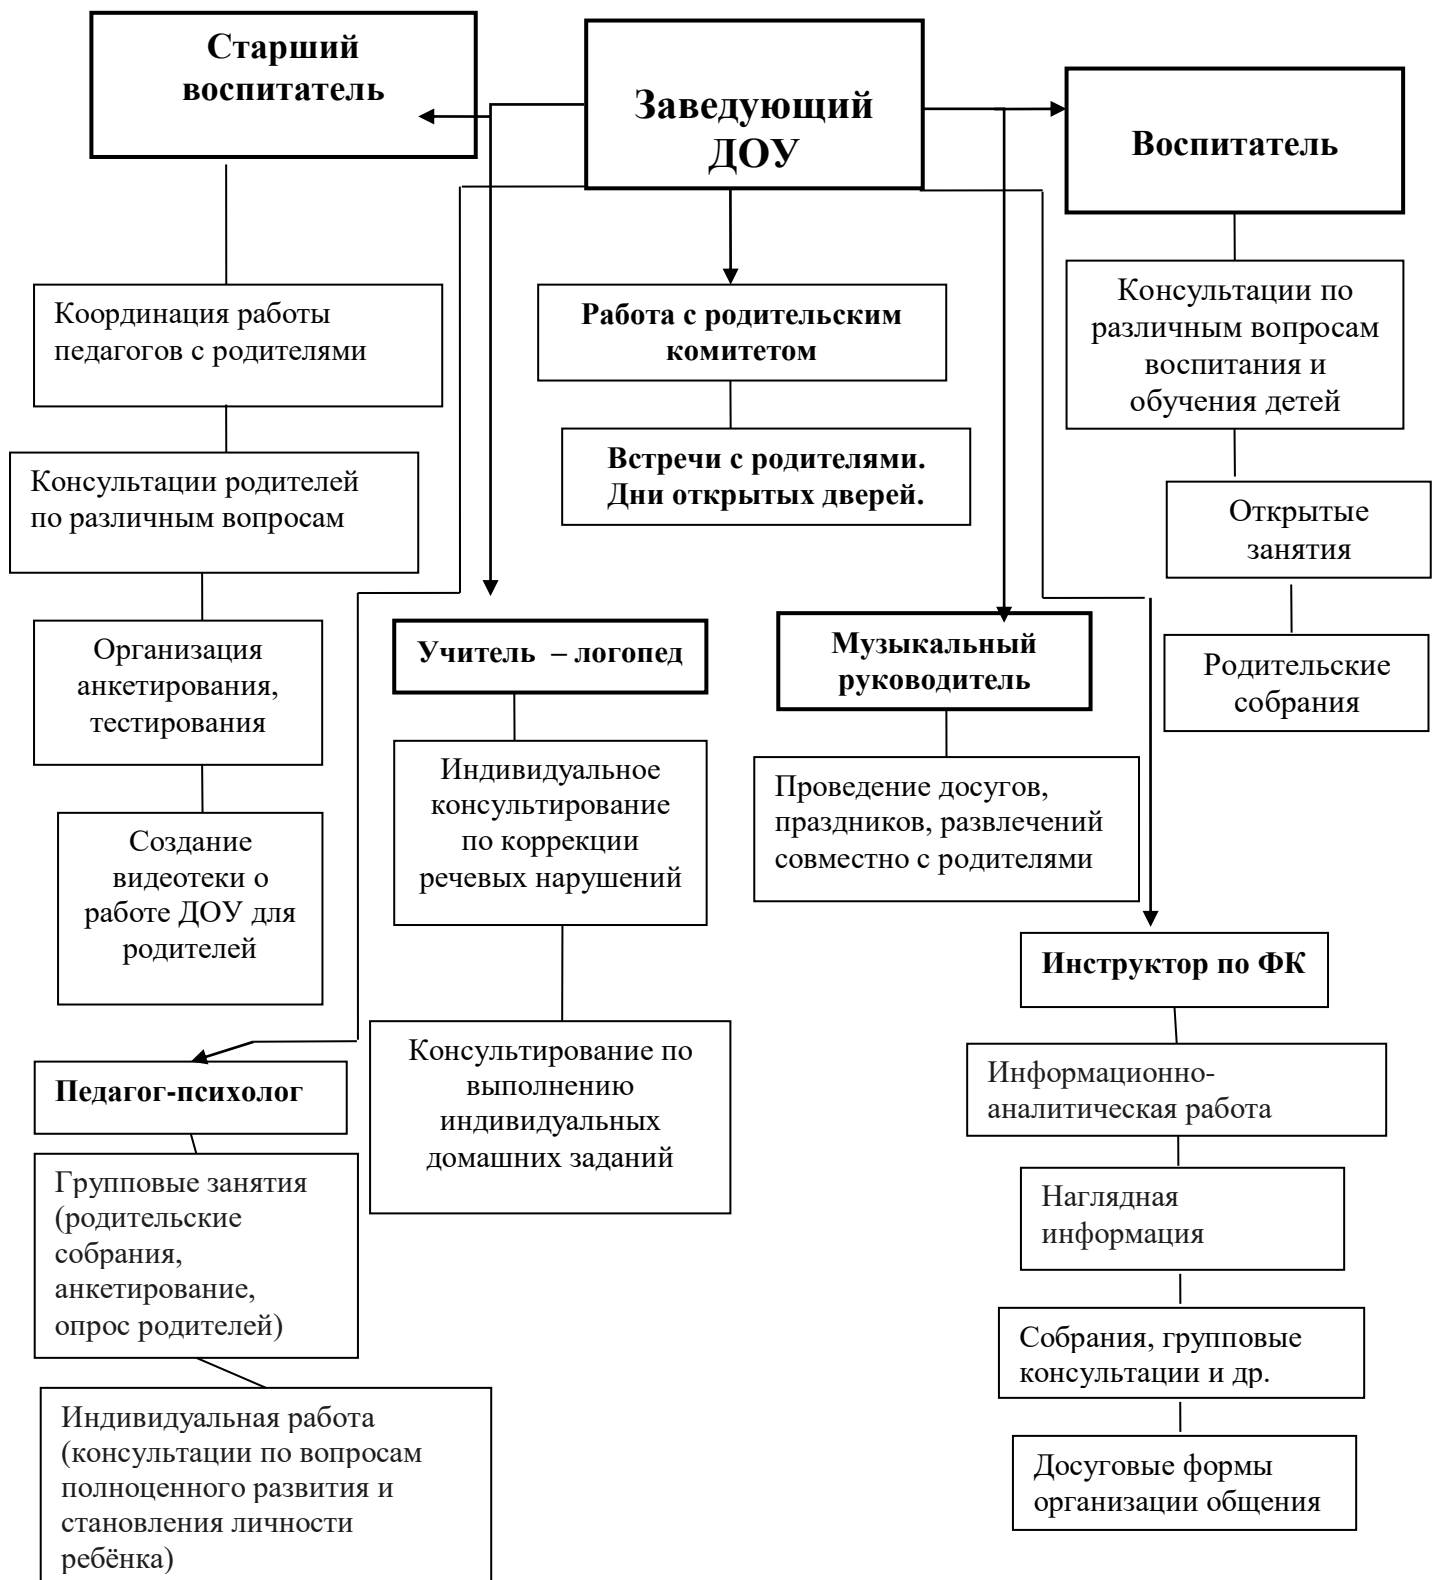 Старший
воспитатель
Заведующий
ДОУ
Воспитатель
Координация работы
педагогов с родителями
Работа с родительским
комитетом
Консультации по
различным вопросам
воспитания и
обучения детей
Консультации родителей
по различным вопросам
Встречи с родителями.
Дни открытых дверей.
Открытые
занятия
Организация
анкетирования,
тестирования
Учитель – логопед
Музыкальный
руководитель
Родительские
собрания
Создание
видеотеки о
работе ДОУ для
родителей
Индивидуальное
консультирование
по коррекции
речевых нарушений
Проведение досугов,
праздников, развлечений
совместно с родителями
Инструктор по ФК
Педагог-психолог
Консультирование по
выполнению
индивидуальных
домашних заданий
Информационно-
аналитическая работа
Групповые занятия
(родительские
собрания,
анкетирование,
опрос родителей)
Наглядная
информация
Собрания, групповые
консультации и др.
Индивидуальная работа
(консультации по вопросам
полноценного развития и
становления личности
ребёнка)
Досуговые формы
организации общения